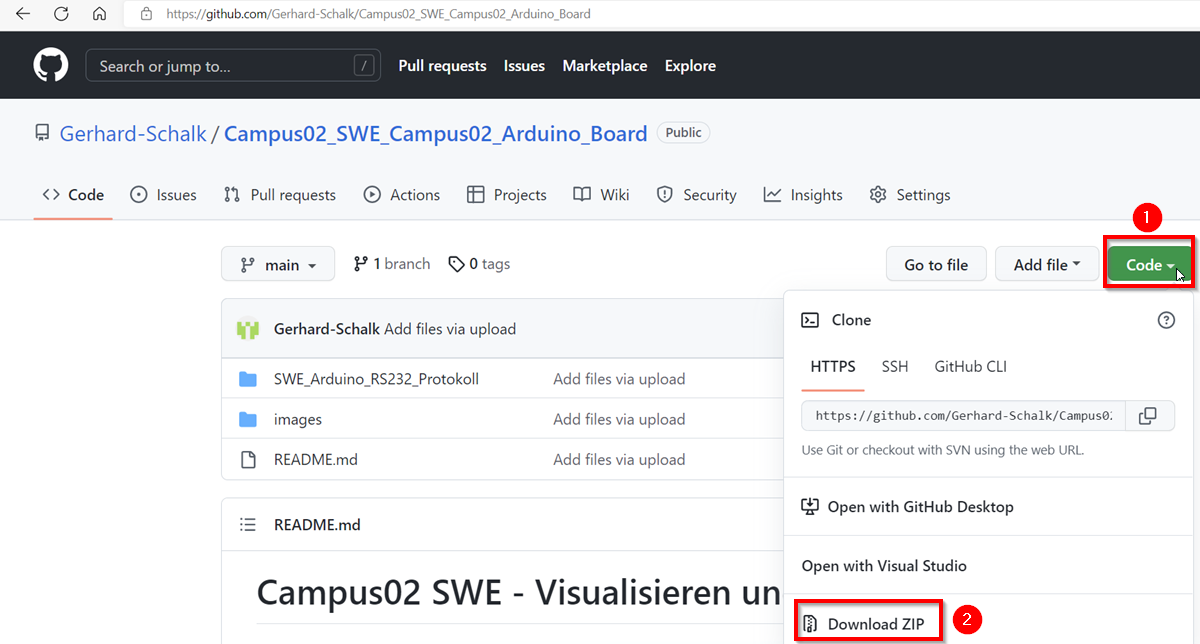 https://github.com/Gerhard-Schalk/Campus02_SWE_Campus02_Arduino_Board
Search or jump to... / Pull requests Issues Marketplace Explore
Gerhard-Schalk / Campus02_SWE_Campus02_Arduino_Board Public
<> Code Issues Pull requests Actions Projects Wiki Security Insights Settings
1
main 1 branch 0 tags Go to file Add file Code
Gerhard-Schalk Add files via upload
SWE_Arduino_RS232_Protokoll Add files via upload
images Add files via upload
README.md Add files via upload
README.md
Campus02 SWE - Visualisieren un
Clone ?
HTTPS SSH GitHub CLI
https://github.com/Gerhard-Schalk/Campus02
Use Git or checkout with SVN using the web URL.
Open with GitHub Desktop
Open with Visual Studio
Download ZIP 2